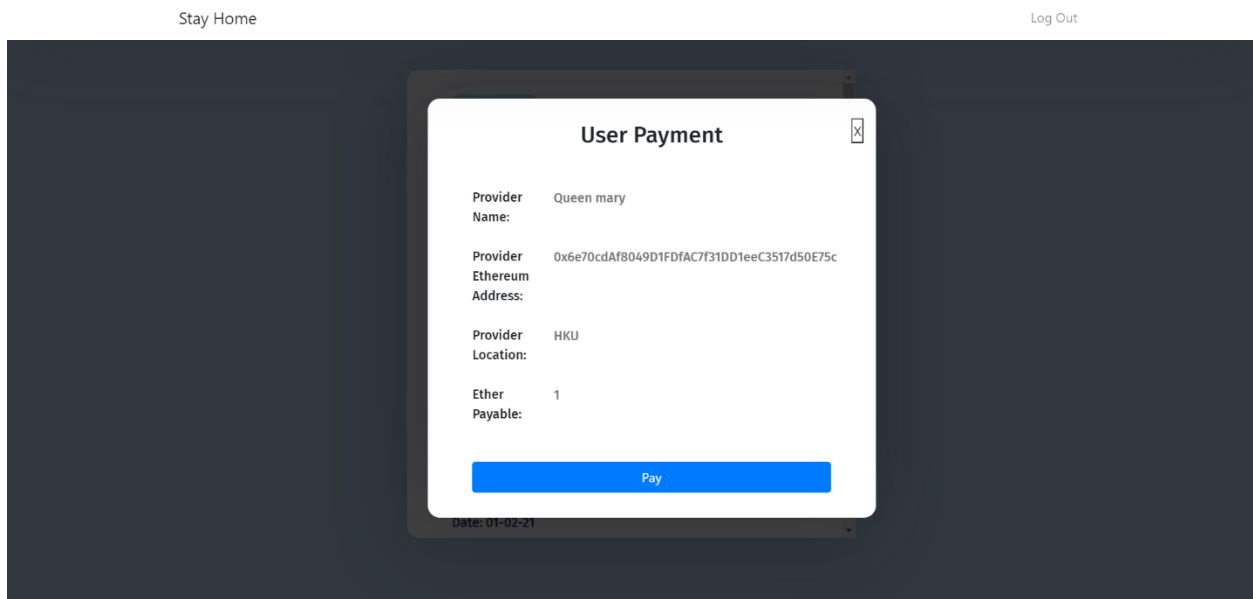 Stay Home
Log Out
User Payment
X
Provider
Name:
Queen mary
Provider
Ethereum
Address:
0x6e70cdAf8049D1FDfAC7f31DD1eeC3517d50E75c
Provider
Location:
HKU
Ether
Payable:
1
Pay
Date: 01-02-21